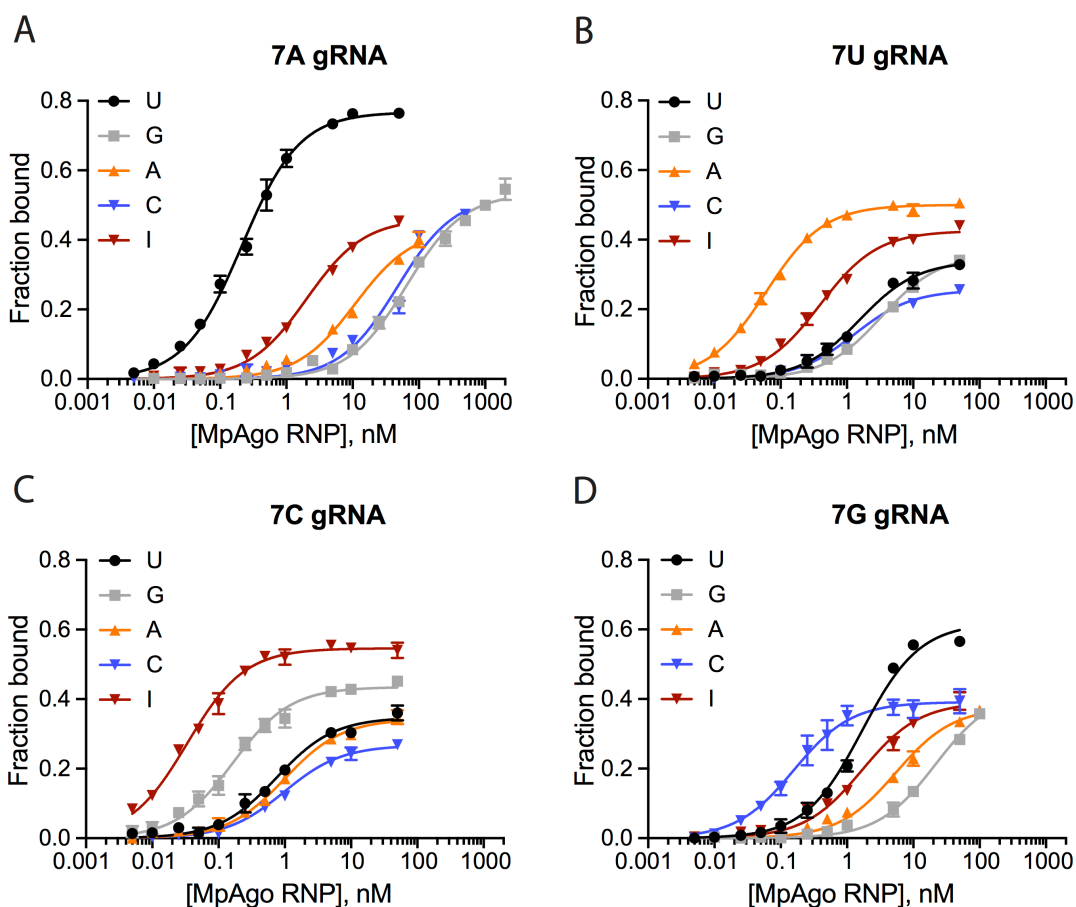 A
7A gRNA
Fraction bound
0.8
0.6
0.4
0.2
0.0
U
G
A
C
I
0.001 0.01 0.1 1 10 100 1000
[MpAgo RNP], nM
B
7U gRNA
Fraction bound
0.8
0.6
0.4
0.2
0.0
U
G
A
C
I
0.001 0.01 0.1 1 10 100 1000
[MpAgo RNP], nM
C
7C gRNA
Fraction bound
0.8
0.6
0.4
0.2
0.0
U
G
A
C
I
0.001 0.01 0.1 1 10 100 1000
[MpAgo RNP], nM
D
7G gRNA
Fraction bound
0.8
0.6
0.4
0.2
0.0
U
G
A
C
I
0.001 0.01 0.1 1 10 100 1000
[MpAgo RNP], nM